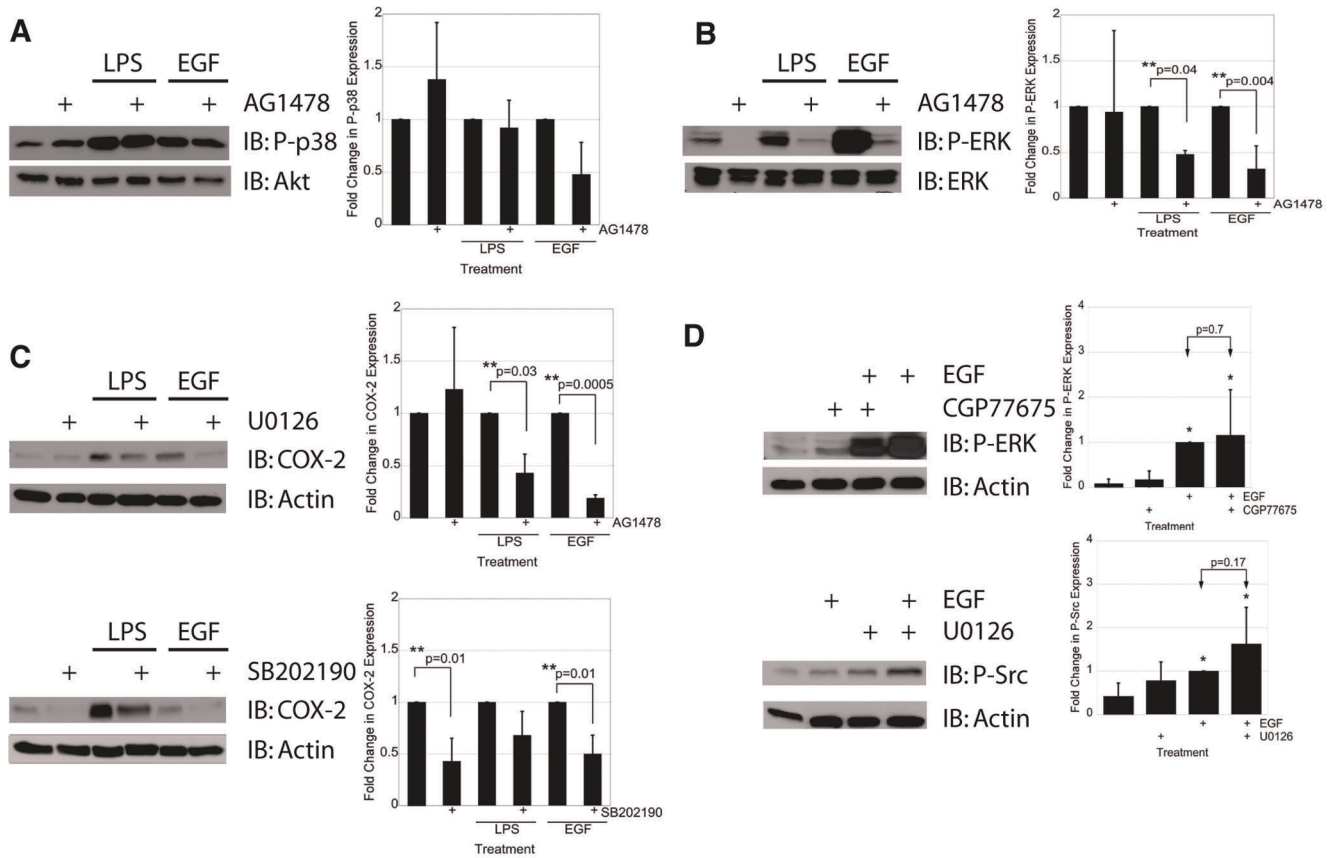 A
LPS EGF
+ + + AG1478
IB: P-p38
IB: Akt
Fold Change in P-p38 Expression
2
1.5
1
0.5
0
+ + + AG1478
LPS EGF
Treatment
B
LPS EGF
+ + + AG1478
IB: P-ERK
IB: ERK
Fold Change in P-ERK Expression
2
1.5
1
0.5
0
**p=0.04
**p=0.004
+ + + AG1478
LPS EGF
Treatment
C
LPS EGF
+ + + U0126
IB: COX-2
IB: Actin
Fold Change in COX-2 Expression
2
1.5
1
0.5
0
**p=0.03
**p=0.0005
+ + + AG1478
LPS EGF
Treatment
LPS EGF
+ + + SB202190
IB: COX-2
IB: Actin
Fold Change in COX-2 Expression
2
1.5
1
0.5
0
**p=0.01
**p=0.01
+ + + SB202190
LPS EGF
Treatment
D
+ + EGF
+ + CGP77675
IB: P-ERK
IB: Actin
Fold Change in P-ERK Expression
4
3
2
1
0
p=0.7
* *
+ + EGF
+ + CGP77675
Treatment
+ + EGF
+ + U0126
IB: P-Src
IB: Actin
Fold Change in P-Src Expression
4
3
2
1
0
p=0.17
* *
+ + EGF
+ + U0126
Treatment